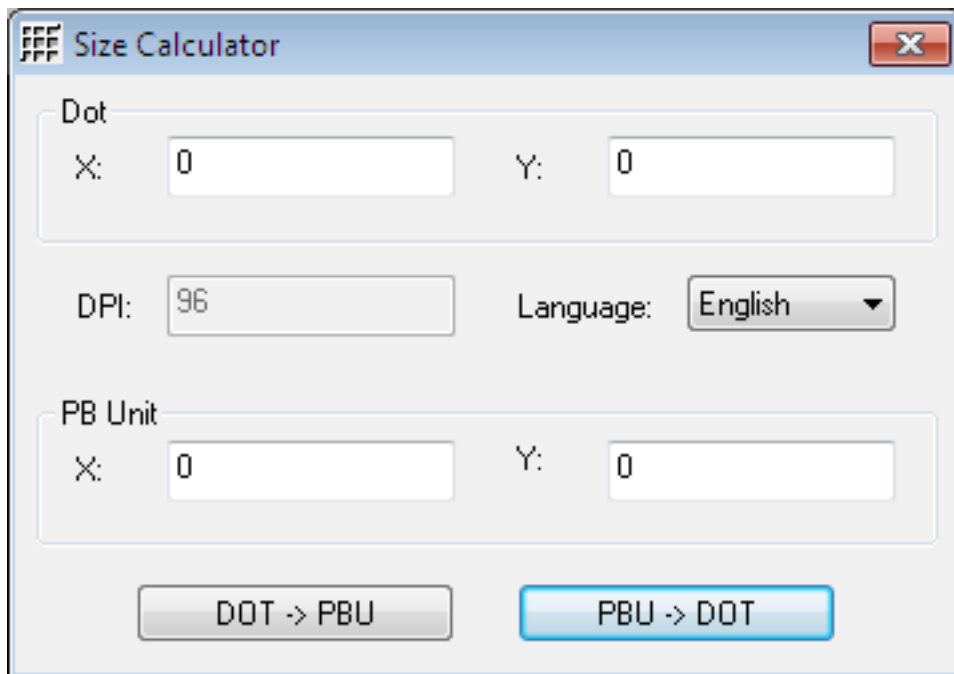 Size Calculator
Dot
X: 0 Y: 0
DPI: 96 Language: English
PB Unit
X: 0 Y: 0
DOT -> PBU PBU -> DOT